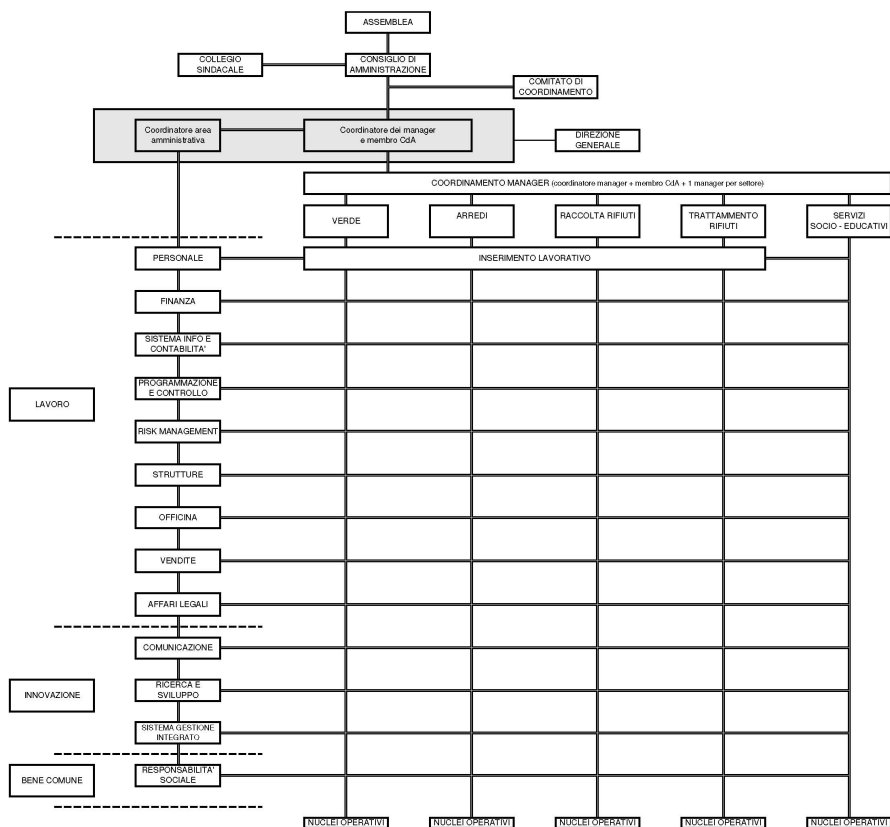 ASSEMBLEA
COLLEGIO
SINDACALE
CONSIGLIO DI
AMMINISTRAZIONE
COMITATO DI
COORDINAMENTO
Coordinatore area
amministrativa
Coordinatore dei manager
e membro CdA
DIREZIONE
GENERALE
COORDINAMENTO MANAGER (coordinatore manager + membro CdA + 1 manager per settore)
VERDE
ARREDI
RACCOLTA RIFIUTI
TRATTAMMENTO
RIFIUTI
SERVIZI
SOCIO - EDUCATIVI
PERSONALE
INSERIMENTO LAVORATIVO
FINANZA
SISTEMA INFO E
CONTABILITA'
LAVORO
PROGRAMMAZIONE
E CONTROLLO
RISK MANAGEMENT
STRUTTURE
OFFICINA
VENDITE
AFFARI LEGALI
COMUNICAZIONE
INNOVAZIONE
RICERCA E
SVILUPPO
SISTEMA GESTIONE
INTEGRATO
BENE COMUNE
RESPONSABILITA'
SOCIALE
NUCLEI OPERATIVI
NUCLEI OPERATIVI
NUCLEI OPERATIVI
NUCLEI OPERATIVI
NUCLEI OPERATIVI